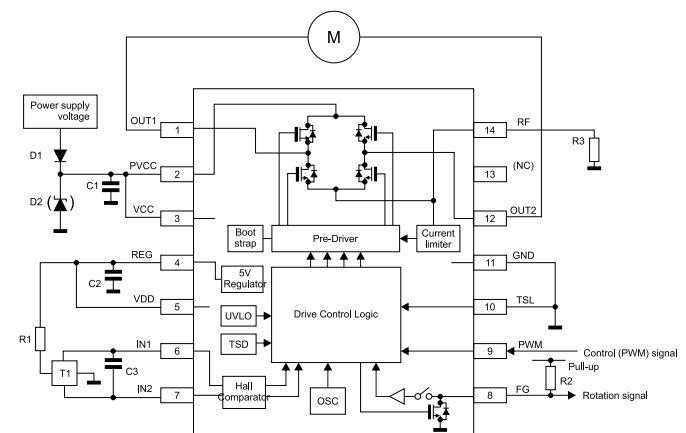 M
Power supply
voltage
OUT1
1
14
RF
R3
D1
PVCC
2
13
(NC)
C1
D2 ( )
VCC
3
12
OUT2
Boot
strap
Pre-Driver
Current
limiter
REG
4
11
GND
C2
5V
Regulator
VDD
5
10
TSL
UVLO
Drive Control Logic
R1
TSD
IN1
6
9
PWM
Control (PWM) signal
T1
C3
Pull-up
R2
IN2
7
Hall
Comparator
OSC
8
FG
Rotation signal